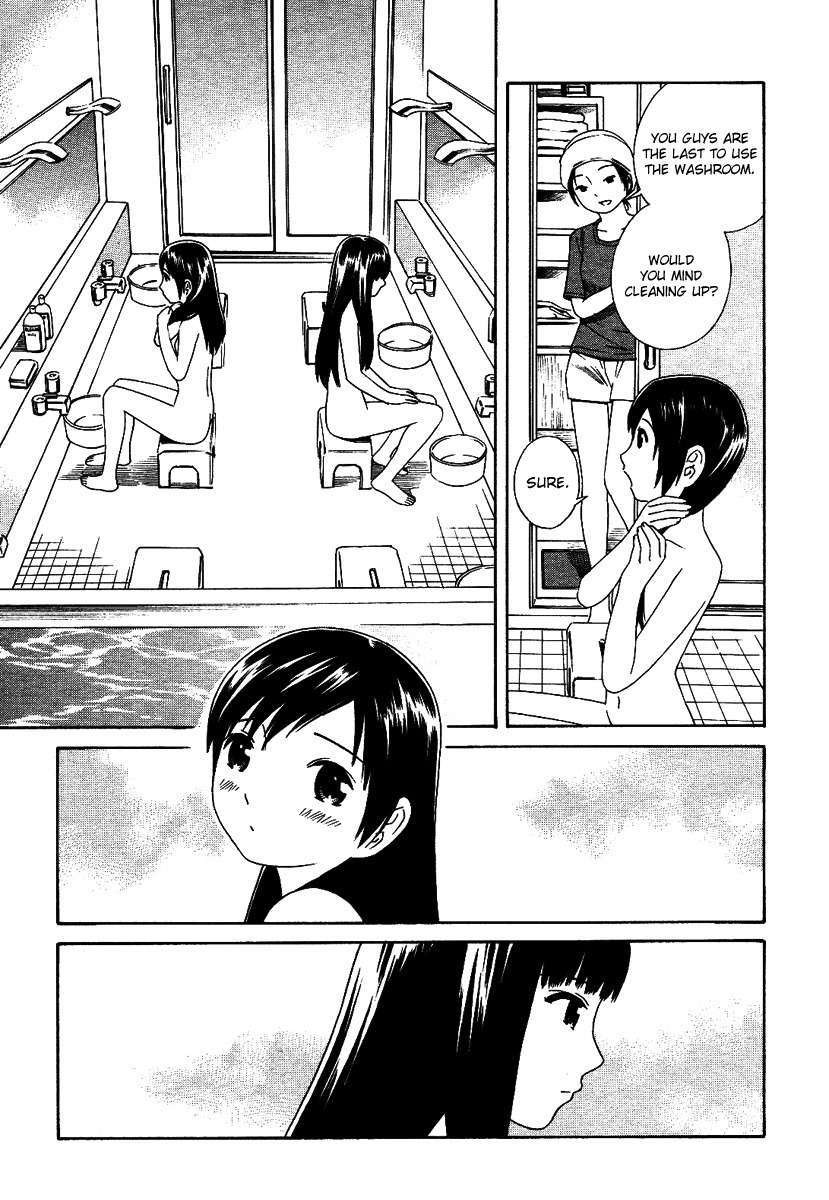 YOU GUYS ARE
THE LAST TO USE
THE WASHROOM.
WOULD
YOU MIND
CLEANING UP?
SURE.